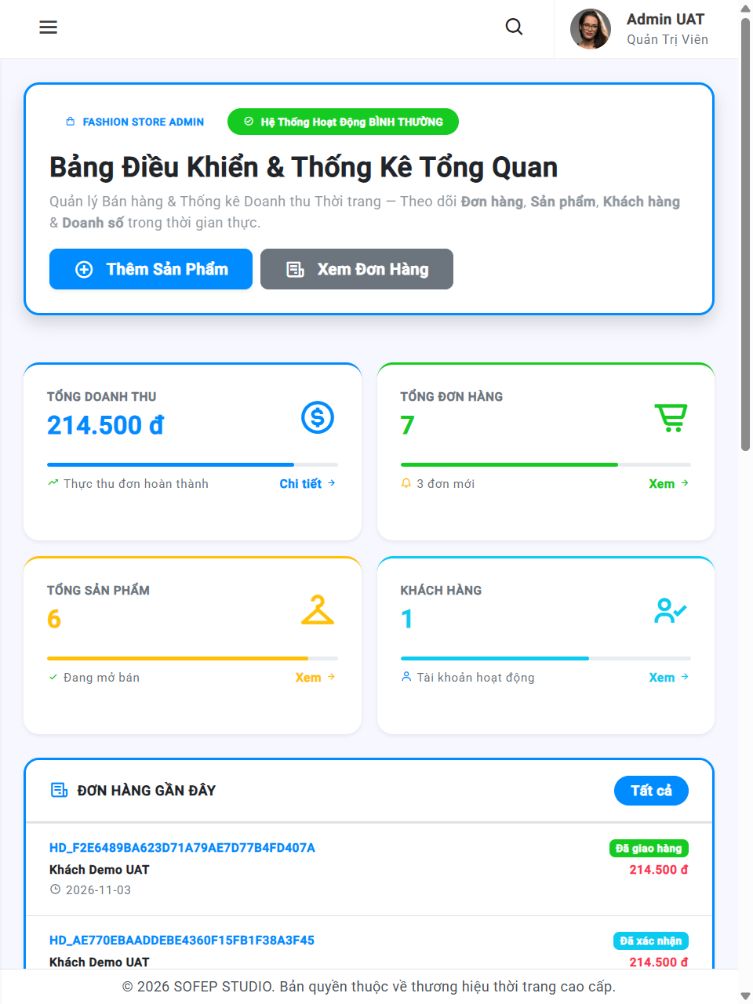 Admin UAT
Quản Trị Viên
FASHION STORE ADMIN
Hệ Thống Hoạt Động BÌNH THƯỜNG
Bảng Điều Khiển & Thống Kê Tổng Quan
Quản lý Bán hàng & Thống kê Doanh thu Thời trang — Theo dõi Đơn hàng, Sản phẩm, Khách hàng
& Doanh số trong thời gian thực.
Thêm Sản Phẩm
Xem Đơn Hàng
TỔNG DOANH THU
214.500 đ
Thực thu đơn hoàn thành
Chi tiết →
TỔNG ĐƠN HÀNG
7
3 đơn mới
Xem →
TỔNG SẢN PHẨM
6
Đang mở bán
Xem →
KHÁCH HÀNG
1
Tài khoản hoạt động
Xem →
ĐƠN HÀNG GẦN ĐÂY
Tất cả
HD_F2E6489BA623D71A79AE7D77B4FD407A
Đã giao hàng
Khách Demo UAT
214.500 đ
2026-11-03
HD_AE770EBAADDEBE4360F15FB1F38A3F45
Đã xác nhận
Khách Demo UAT
214.500 đ
© 2026 SOFEP STUDIO. Bản quyền thuộc về thương hiệu thời trang cao cấp.